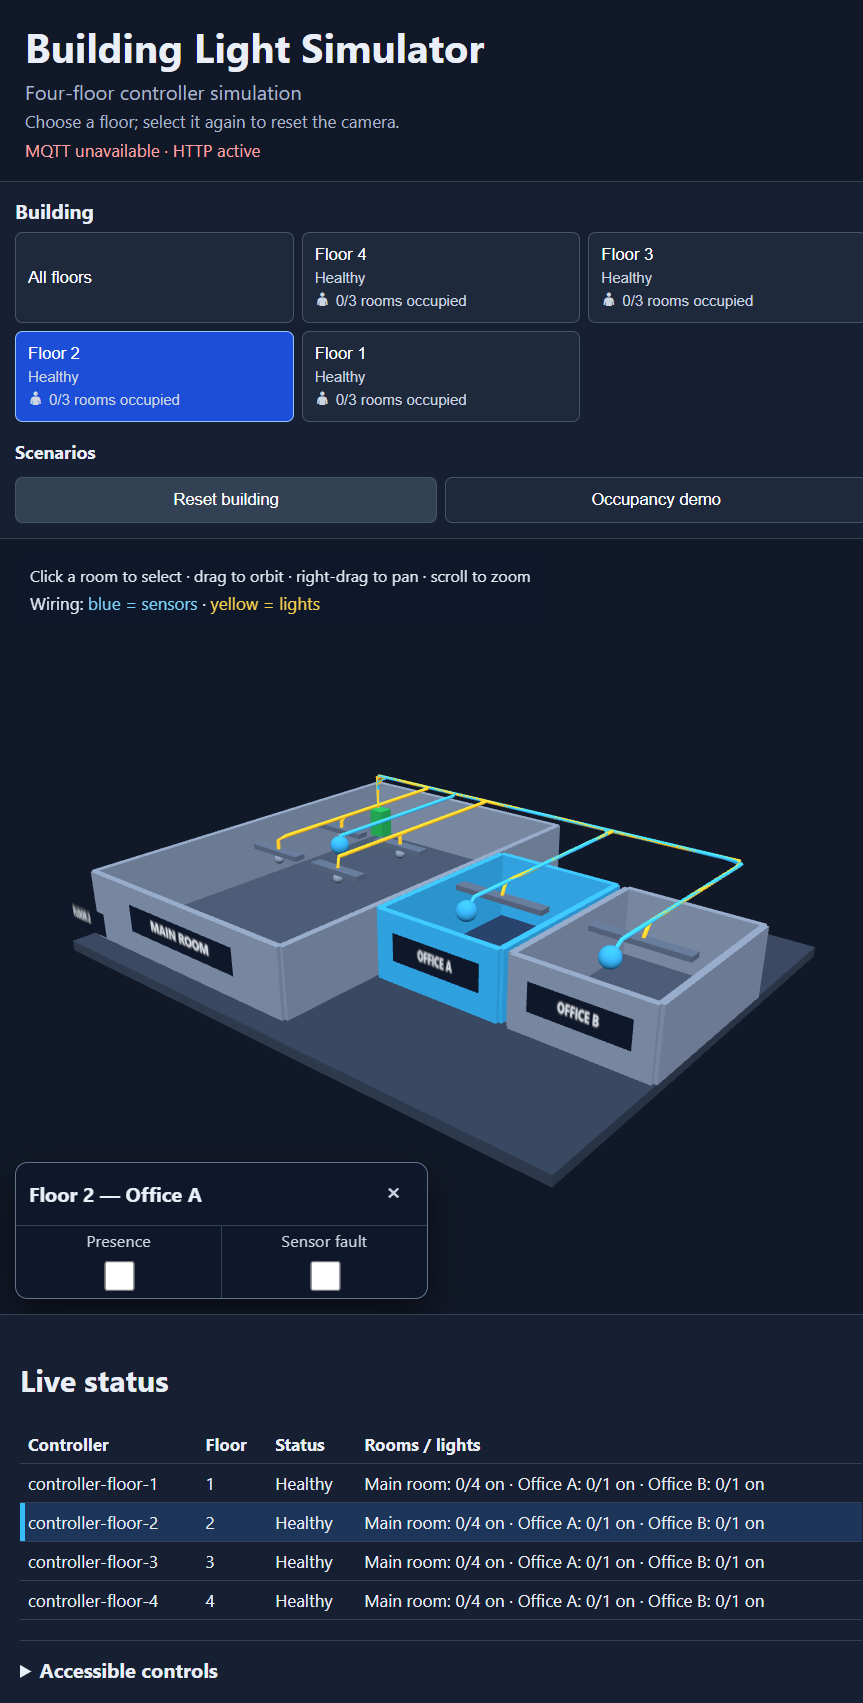 Building Light Simulator
Four-floor controller simulation
Choose a floor; select it again to reset the camera.
MQTT unavailable · HTTP active
Building
All floors
Floor 4
Healthy
0/3 rooms occupied
Floor 3
Healthy
0/3 rooms occupied
Floor 2
Healthy
0/3 rooms occupied
Floor 1
Healthy
0/3 rooms occupied
Scenarios
Reset building
Occupancy demo
Click a room to select · drag to orbit · right-drag to pan · scroll to zoom
Wiring: blue = sensors · yellow = lights
MAIN ROOM
OFFICE A
OFFICE B
Floor 2 — Office A
×
Presence
Sensor fault
Live status
Controller Floor Status Rooms / lights
controller-floor-1 1 Healthy Main room: 0/4 on · Office A: 0/1 on · Office B: 0/1 on
controller-floor-2 2 Healthy Main room: 0/4 on · Office A: 0/1 on · Office B: 0/1 on
controller-floor-3 3 Healthy Main room: 0/4 on · Office A: 0/1 on · Office B: 0/1 on
controller-floor-4 4 Healthy Main room: 0/4 on · Office A: 0/1 on · Office B: 0/1 on
Accessible controls